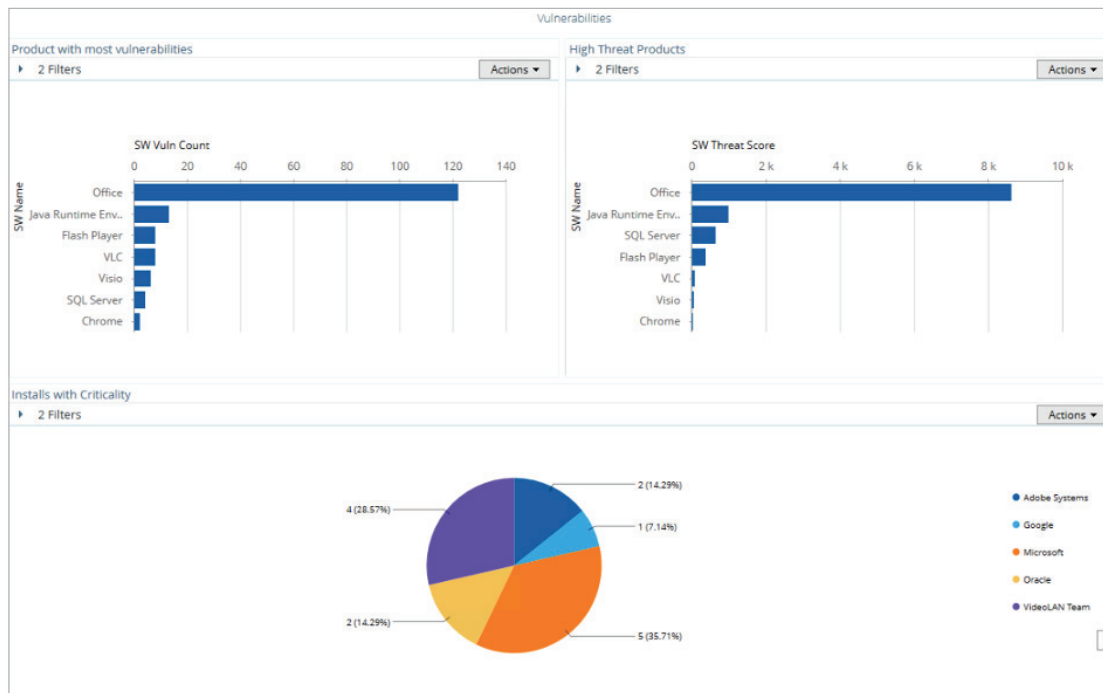 Vulnerabilities
Product with most vulnerabilities
2 Filters
Actions
SW Vuln Count
0 20 40 60 80 100 120 140
SW Name
Office
Java Runtime Env..
Flash Player
VLC
Visio
SQL Server
Chrome
High Threat Products
2 Filters
Actions
SW Threat Score
0 2 k 4 k 6 k 8 k 10 k
SW Name
Office
Java Runtime Env..
SQL Server
Flash Player
VLC
Visio
Chrome
Installs with Criticality
2 Filters
Actions
2 (14.29%)
4 (28.57%)
1 (7.14%)
2 (14.29%)
5 (35.71%)
Adobe Systems
Google
Microsoft
Oracle
VideoLAN Team